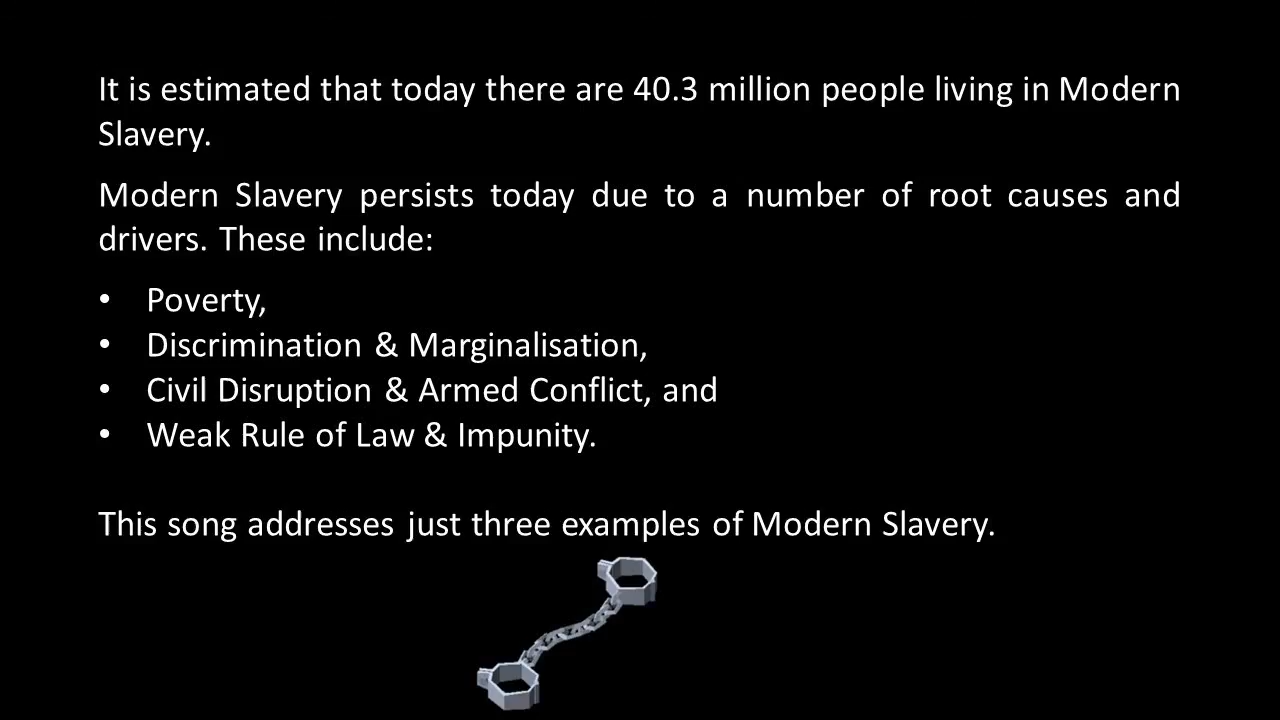 It is estimated that today there are 40.3 million people living in Modern
Slavery.
Modern Slavery persists today due to a number of root causes and
drivers. These include:
• Poverty,
• Discrimination & Marginalisation,
• Civil Disruption & Armed Conflict, and
• Weak Rule of Law & Impunity.
This song addresses just three examples of Modern Slavery.